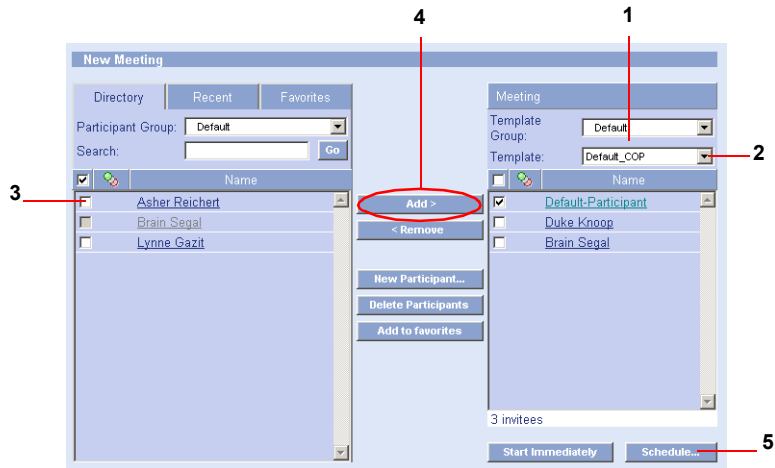 4
1
New Meeting
Directory Recent Favorites
Participant Group: Default
Search: Go
Name
3
Asher Reichert
Brain Segal
Lynne Gazit
Add >
< Remove
New Participant...
Delete Participants
Add to favorites
Meeting
Template Group: Default
Template: Default_COP
2
Name
Default-Participant
Duke Knoop
Brain Segal
3 invitees
Start Immediately Schedule...
5